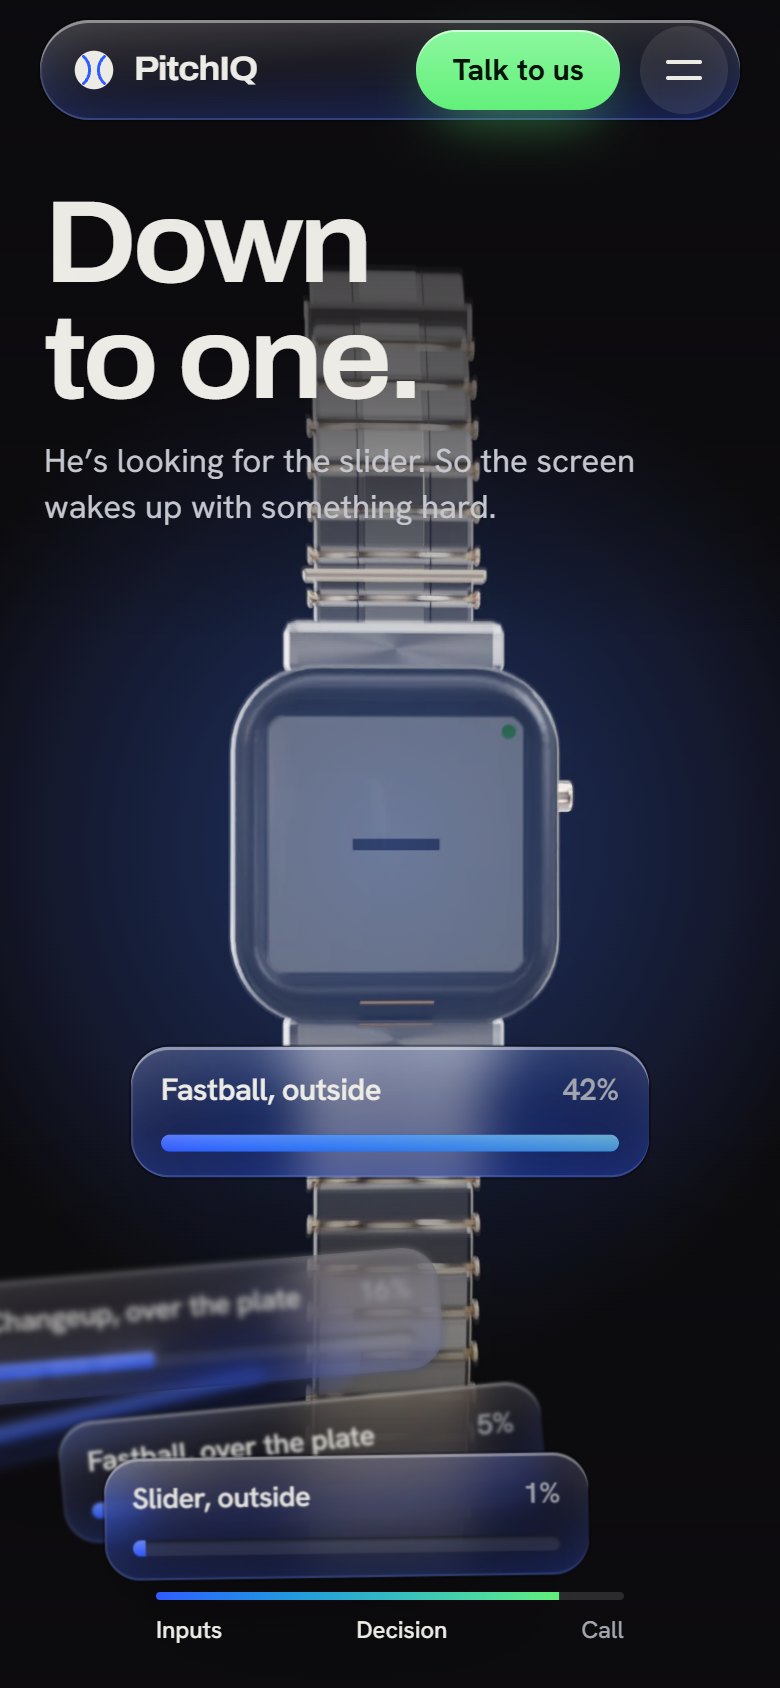 PitchIQ
Talk to us
Down
to one.
He’s looking for the slider. So the screen
wakes up with something hard.
Fastball, outside
42%
Changeup, over the plate
16%
Fastball, over the plate
5%
Slider, outside
1%
Inputs
Decision
Call